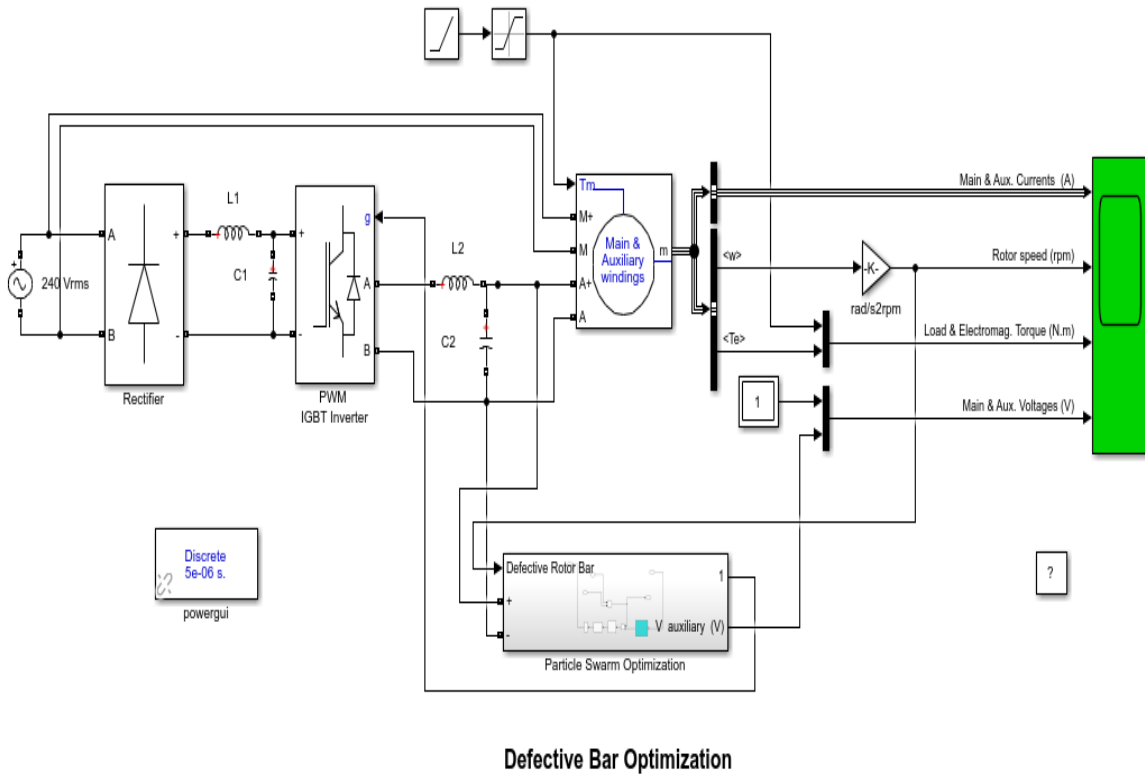 L1
L2
C1
C2
A
B
+
-
+
-
+
240 Vrms
Rectifier
g
A
B
+
-
PWM
IGBT Inverter
Tm
M+
M
A+
A
m
Main &
Auxiliary
windings
<w>
<Te>
-K-
rad/s2rpm
1
Main & Aux. Currents (A)
Rotor speed (rpm)
Load & Electromag. Torque (N.m)
Main & Aux. Voltages (V)
Discrete
5e-06 s.
powergui
Defective Rotor Bar
1
+
-
V auxiliary (V)
Particle Swarm Optimization
?
Defective Bar Optimization